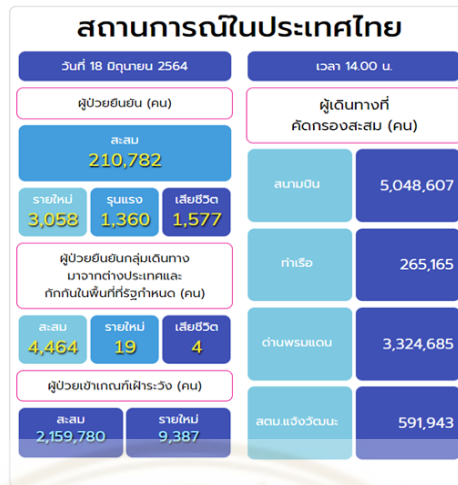 สถานการณ์ในประเทศไทย
วันที่ 18 มิถุนายน 2564
เวลา 14.00 น.
ผู้ป่วยยืนยัน (คน)
สะสม
210,782
รายใหม่ รุนแรง เสียชีวิต
3,058 1,360 1,577
ผู้ป่วยยืนยันกลุ่มเดินทาง
มาจากต่างประเทศและ
กักกันในพื้นที่ที่รัฐกำหนด (คน)
สะสม รายใหม่ เสียชีวิต
4,464 19 4
ผู้ป่วยเข้าเกณฑ์เฝ้าระวัง (คน)
สะสม รายใหม่
2,159,780 9,387
ผู้เดินทางที่
คัดกรองสะสม (คน)
สนามบิน 5,048,607
ท่าเรือ 265,165
ด่านพรมแดน 3,324,685
สตม.แจ้งวัฒนะ 591,943